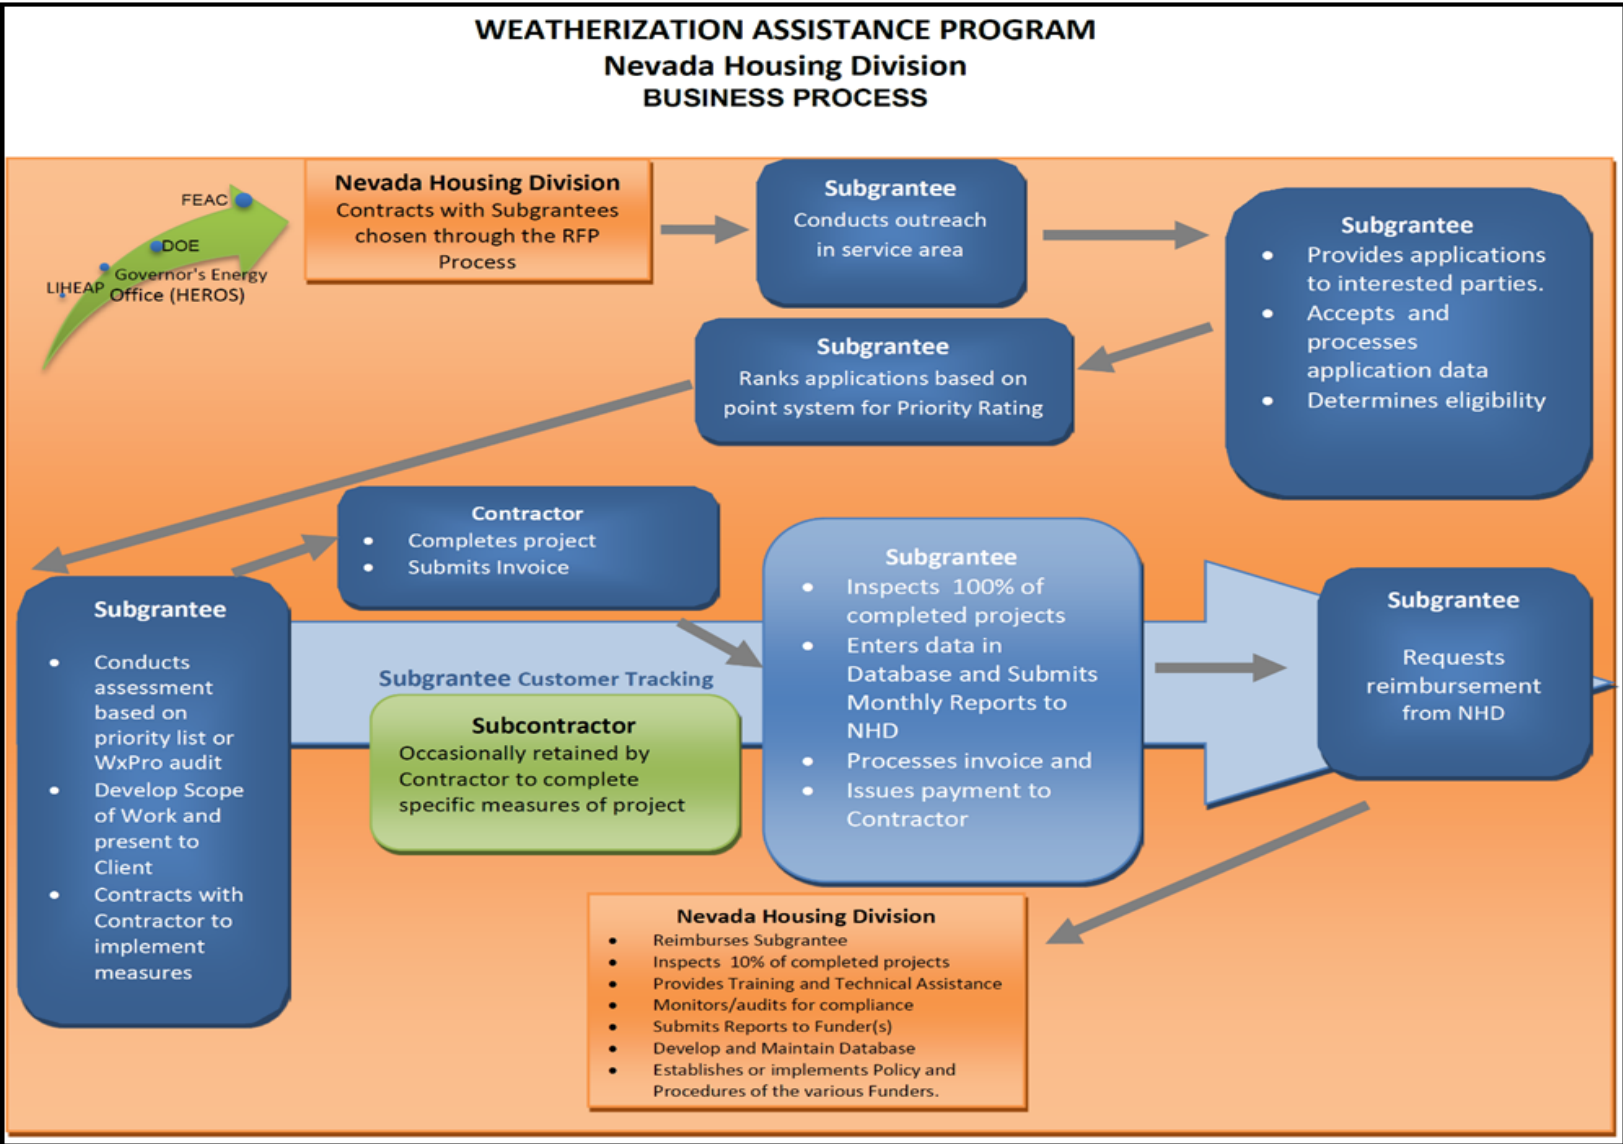 WEATHERIZATION ASSISTANCE PROGRAM
Nevada Housing Division
BUSINESS PROCESS
FEAC
DOE
LIHEAP
Governor's Energy
Office (HEROS)
Nevada Housing Division
Contracts with Subgrantees
chosen through the RFP
Process
Subgrantee
Conducts outreach
in service area
Subgrantee
• Provides applications
to interested parties.
• Accepts and
processes
application data
• Determines eligibility
Subgrantee
Ranks applications based on
point system for Priority Rating
Contractor
• Completes project
• Submits Invoice
Subgrantee
• Conducts
assessment
based on
priority list or
WxPro audit
• Develop Scope
of Work and
present to
Client
• Contracts with
Contractor to
implement
measures
Subgrantee Customer Tracking
Subcontractor
Occasionally retained by
Contractor to complete
specific measures of project
Subgrantee
• Inspects 100% of
completed projects
• Enters data in
Database and Submits
Monthly Reports to
NHD
• Processes invoice and
• Issues payment to
Contractor
Subgrantee
Requests
reimbursement
from NHD
Nevada Housing Division
• Reimburses Subgrantee
• Inspects 10% of completed projects
• Provides Training and Technical Assistance
• Monitors/audits for compliance
• Submits Reports to Funder(s)
• Develop and Maintain Database
• Establishes or implements Policy and
Procedures of the various Funders.